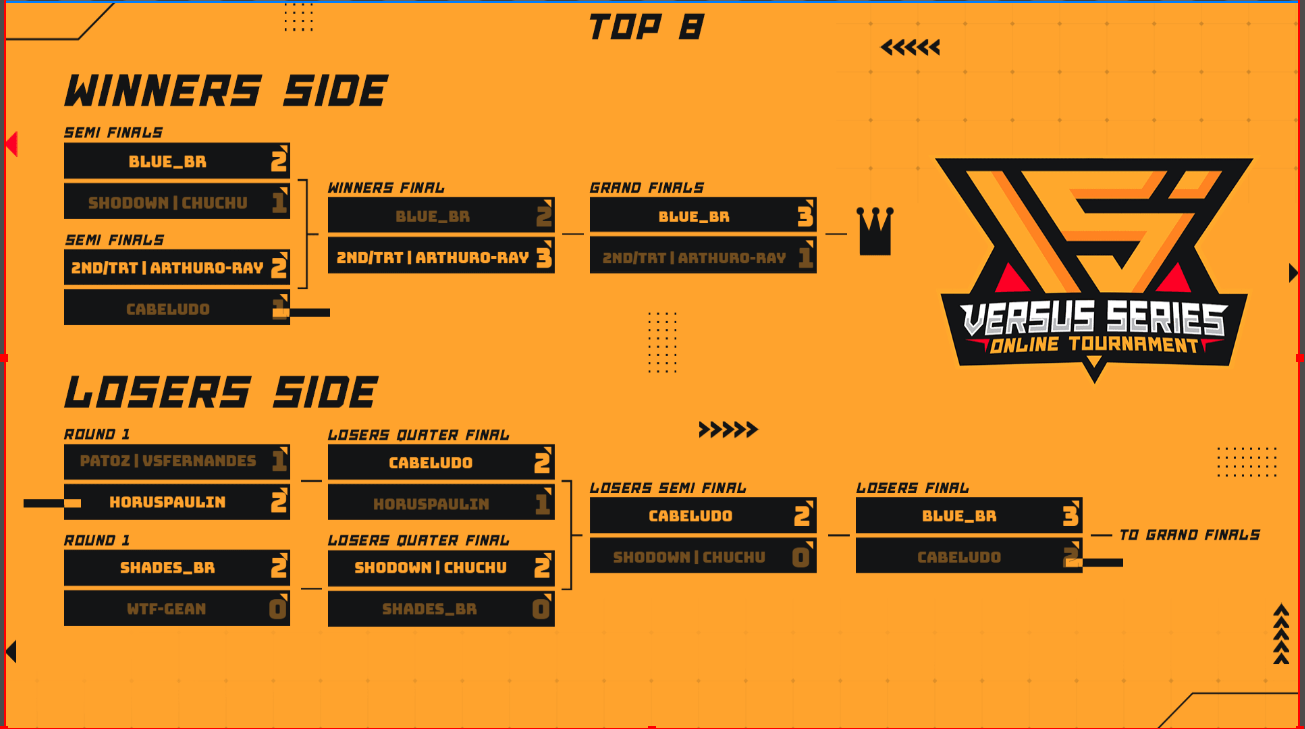 TOP 8
WINNERS SIDE
SEMI FINALS
BLUE_BR 2
SHODOWN | CHUCHU 1
SEMI FINALS
2ND/TRT | ARTHURO-RAY 2
CABELUDO 1
WINNERS FINAL
BLUE_BR 2
2ND/TRT | ARTHURO-RAY 3
GRAND FINALS
BLUE_BR 3
2ND/TRT | ARTHURO-RAY 1
VERSUS SERIES
ONLINE TOURNAMENT
LOSERS SIDE
ROUND 1
PATOZ | VSFERNANDES 1
HORUSPAULIN 2
ROUND 1
SHADES_BR 2
WTF-GEAN 0
LOSERS QUATER FINAL
CABELUDO 2
HORUSPAULIN 1
LOSERS QUATER FINAL
SHODOWN | CHUCHU 2
SHADES_BR 0
LOSERS SEMI FINAL
CABELUDO 2
SHODOWN | CHUCHU 0
LOSERS FINAL
BLUE_BR 3
CABELUDO 2
TO GRAND FINALS